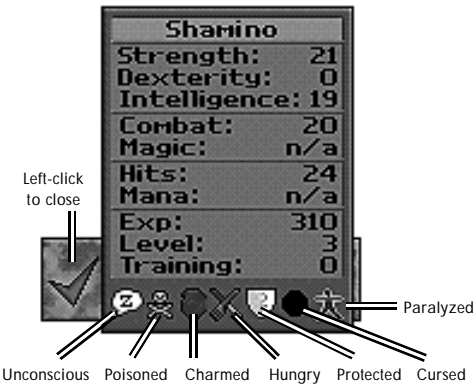 Shamino
Strength: 21
Dexterity: 0
Intelligence: 19
Combat: 20
Magic: n/a
Hits: 24
Mana: n/a
Exp: 310
Level: 3
Training: 0
Left-click
to close
Z
Paralyzed
Unconscious Poisoned Charmed Hungry Protected Cursed